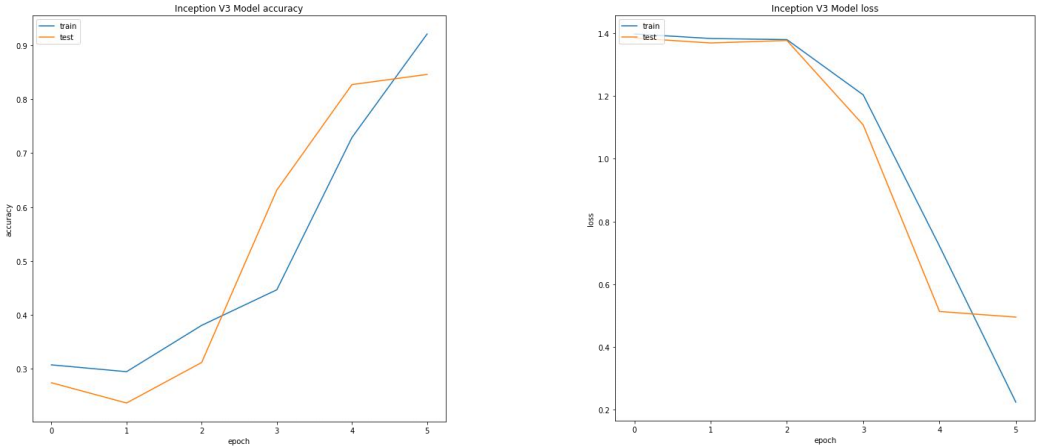 Inception V3 Model accuracy
train
test
0.9
0.8
0.7
0.6
0.5
0.4
0.3
accuracy
0 1 2 3 4 5
epoch
Inception V3 Model loss
train
test
1.4
1.2
1.0
0.8
0.6
0.4
0.2
loss
0 1 2 3 4 5
epoch